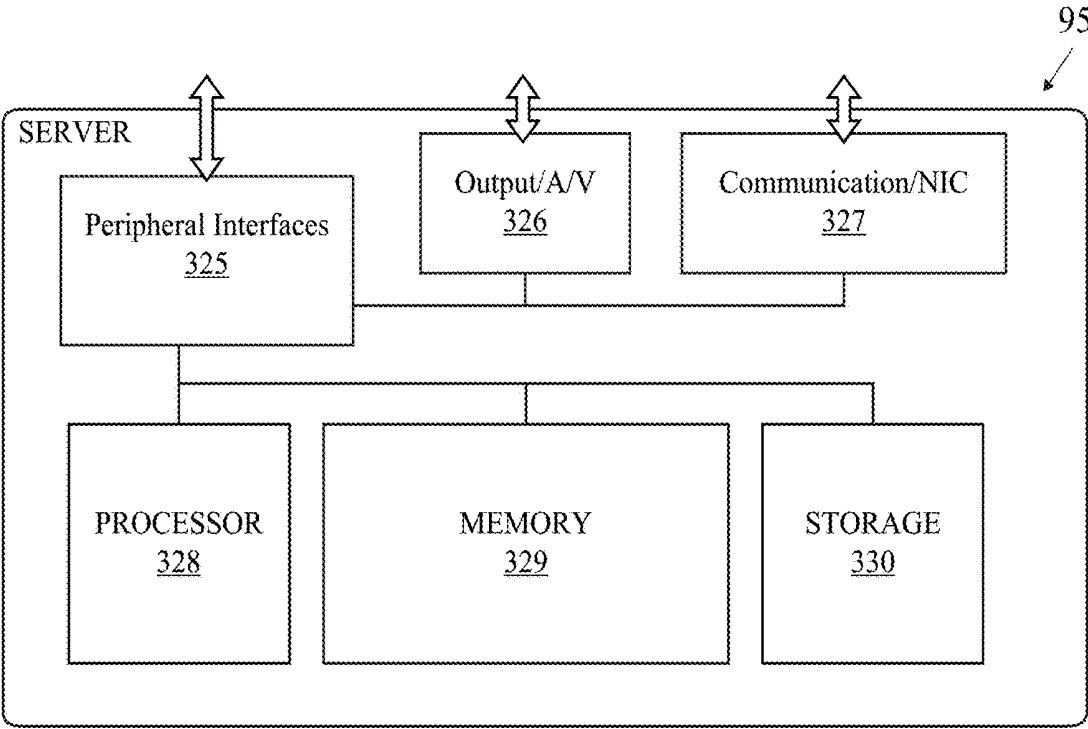 95
SERVER
Peripheral Interfaces
325
Output/A/V
326
Communication/NIC
327
PROCESSOR
328
MEMORY
329
STORAGE
330